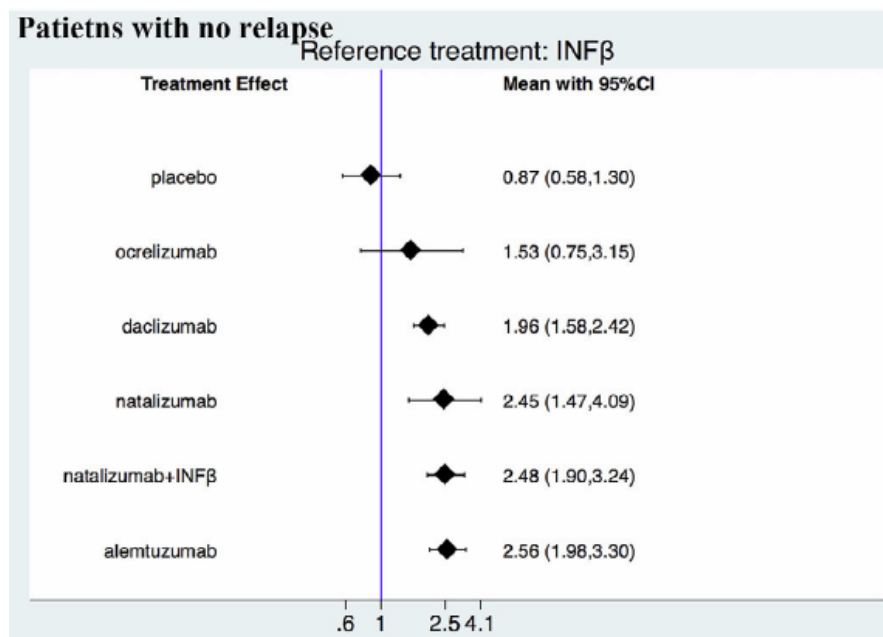 Patietns with no relapse
Reference treatment: INFβ
Treatment Effect Mean with 95%CI
placebo 0.87 (0.58,1.30)
ocrelizumab 1.53 (0.75,3.15)
daclizumab 1.96 (1.58,2.42)
natalizumab 2.45 (1.47,4.09)
natalizumab+INFβ 2.48 (1.90,3.24)
alemtuzumab 2.56 (1.98,3.30)
.6 1 2.5 4.1